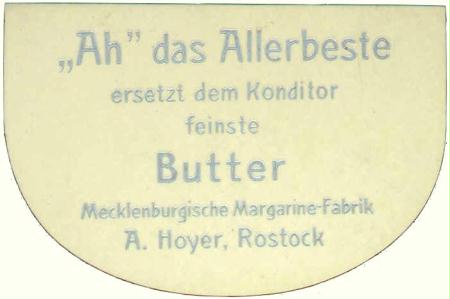 „Ah” das Allerbeste
ersetzt dem Konditor
feinste
Butter
Mecklenburgische Margarine-Fabrik
A. Hoyer, Rostock